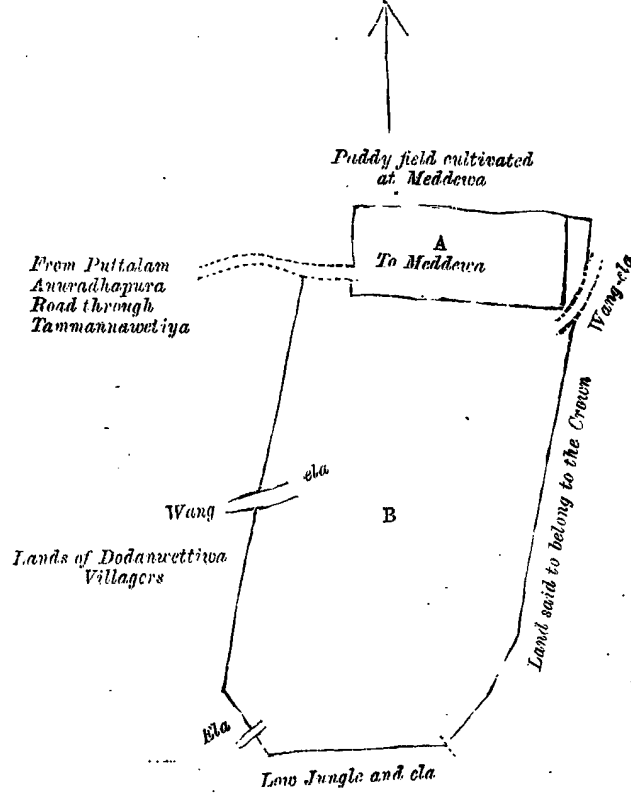 Paddy field cultivated
at Meddewa
A
To Meddewa
From Puttalam
Anuradhapura
Road through
Tammannawetiya
Wang-ela
Wang
ela
B
Lands of Dodanwettiwa
Villagers
Land said to belong to the Crown
Ela
Low Jungle and ela